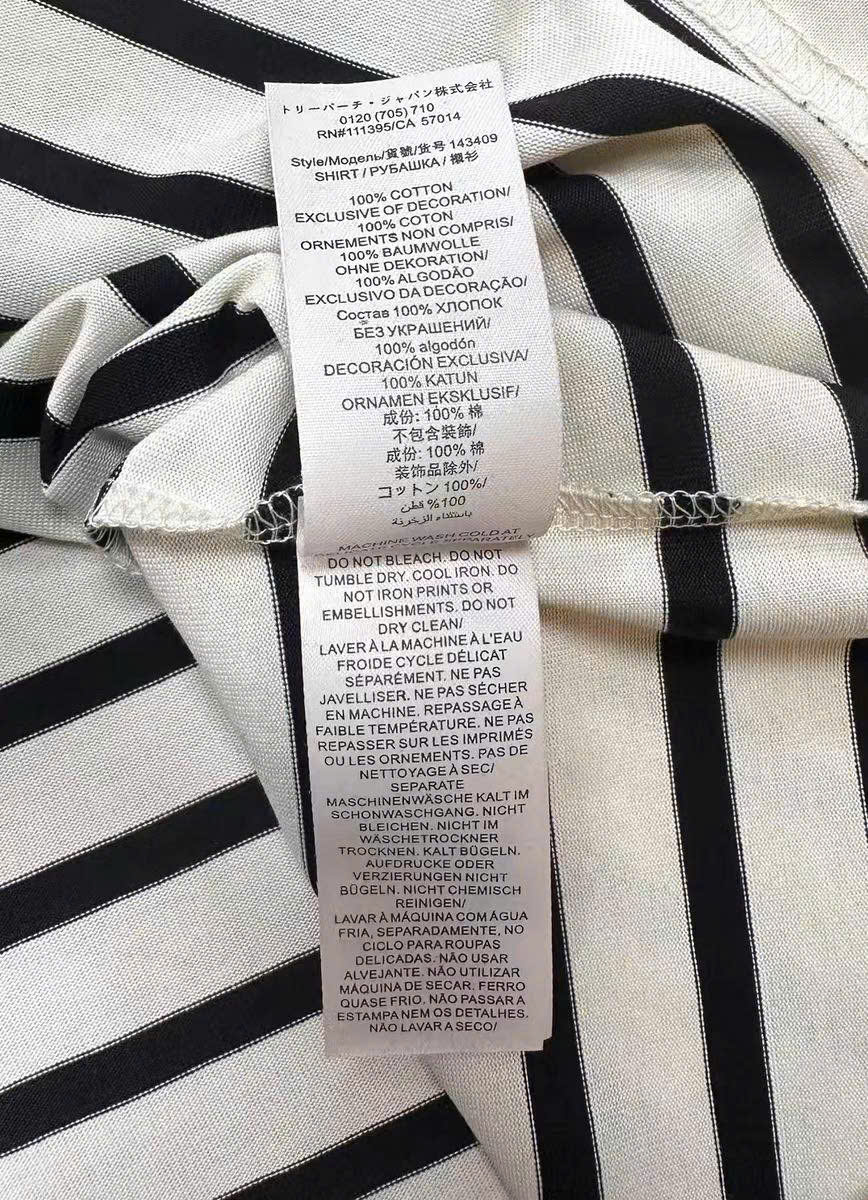 トリーバーチ・ジャパン株式会社
0120 (705) 710
RN#111395/CA 57014
Style/Модель/貨號/货号 143409
SHIRT / РУБАШКА / 襯衫
100% COTTON
EXCLUSIVE OF DECORATION/
100% COTON
ORNEMENTS NON COMPRIS/
100% BAUMWOLLE
OHNE DEKORATION/
100% ALGODÃO
EXCLUSIVO DA DECORAÇÃO/
Состав 100% ХЛОПОК
БЕЗ УКРАШЕНИЙ/
100% algodón
DECORACIÓN EXCLUSIVA/
100% KATUN
ORNAMEN EKSKLUSIF/
成份: 100% 棉
不包含裝飾/
成份: 100% 棉
装饰品除外/
コットン 100%/
100% قطن
باستثناء الزخرفة
MACHINE WASH COLD AT
CYCLE SEPARATELY
DO NOT BLEACH. DO NOT
TUMBLE DRY. COOL IRON. DO
NOT IRON PRINTS OR
EMBELLISHMENTS. DO NOT
DRY CLEAN/
LAVER À LA MACHINE À L'EAU
FROIDE CYCLE DÉLICAT
SÉPARÉMENT. NE PAS
JAVELLISER. NE PAS SÉCHER
EN MACHINE. REPASSAGE À
FAIBLE TEMPÉRATURE. NE PAS
REPASSER SUR LES IMPRIMÉS
OU LES ORNEMENTS. PAS DE
NETTOYAGE À SEC/
SEPARATE
MASCHINENWÄSCHE KALT IM
SCHONWASCHGANG. NICHT
BLEICHEN. NICHT IM
WÄSCHETROCKNER
TROCKNEN. KALT BÜGELN.
AUFDRUCKE ODER
VERZIERUNGEN NICHT
BÜGELN. NICHT CHEMISCH
REINIGEN/
LAVAR À MÁQUINA COM ÁGUA
FRIA, SEPARADAMENTE, NO
CICLO PARA ROUPAS
DELICADAS. NÃO USAR
ALVEJANTE. NÃO UTILIZAR
MÁQUINA DE SECAR. FERRO
QUASE FRIO. NÃO PASSAR A
ESTAMPA NEM OS DETALHES.
NÃO LAVAR A SECO/